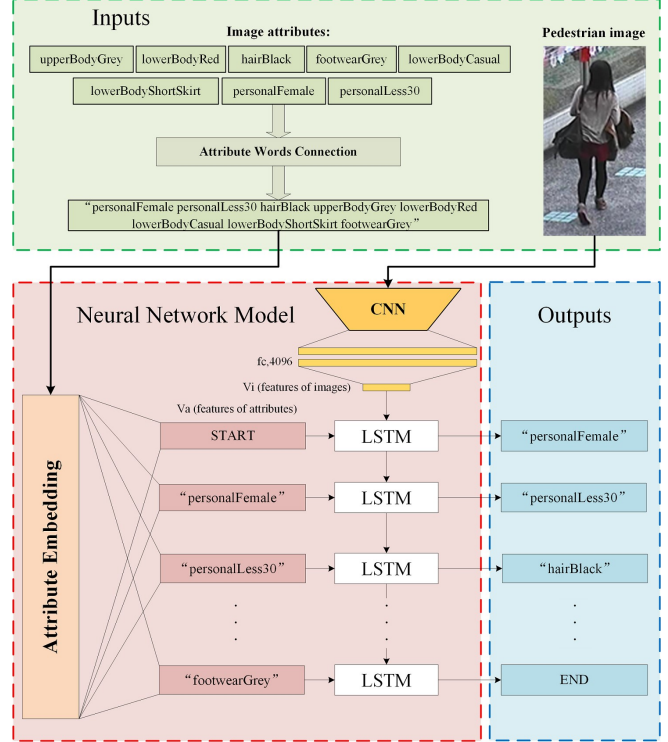 Inputs
Image attributes:
Pedestrian image
upperBodyGrey
lowerBodyRed
hairBlack
footwearGrey
lowerBodyCasual
lowerBodyShortSkirt
personalFemale
personalLess30
Attribute Words Connection
“personalFemale personalLess30 hairBlack upperBodyGrey lowerBodyRed
lowerBodyCasual lowerBodyShortSkirt footwearGrey”
Neural Network Model
CNN
Outputs
fc,4096
Vi (features of images)
Va (features of attributes)
Attribute Embedding
START
LSTM
“personalFemale”
“personalFemale”
LSTM
“personalLess30”
“personalLess30”
LSTM
“hairBlack”
“footwearGrey”
LSTM
END